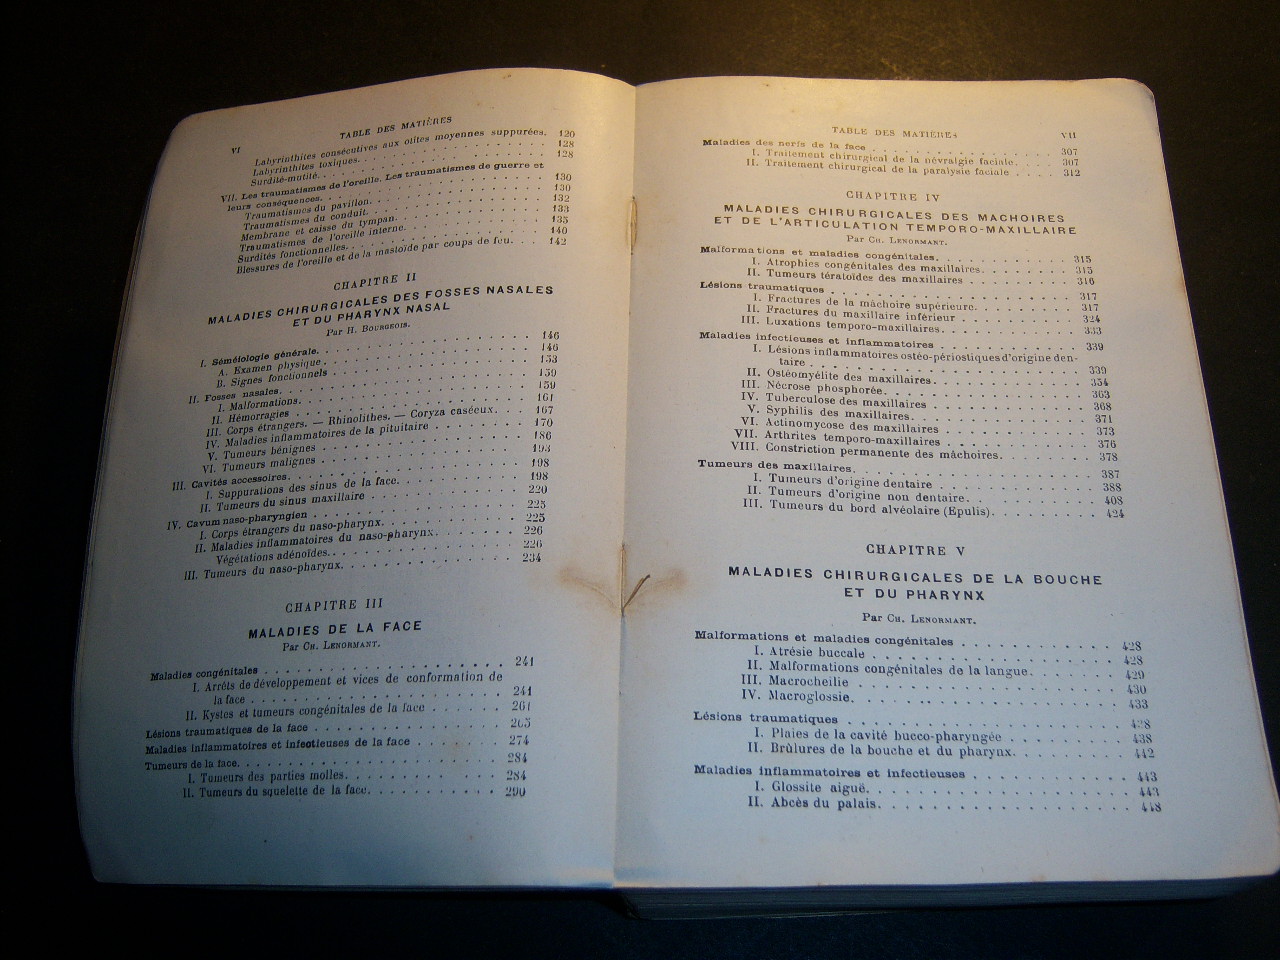 VI
TABLE DES MATIÈRES
Labyrinthites consécutives aux otites moyennes suppurées. 120
Labyrinthites toxiques. 128
Surdité-mutité. 128
VII. Les traumatismes de l'oreille. Les traumatismes de guerre et
leurs conséquences. 130
Traumatismes du pavillon. 130
Traumatismes du conduit. 132
Membrane et caisse du tympan. 133
Traumatismes de l'oreille interne. 135
Surdités fonctionnelles. 140
Blessures de l'oreille et de la mastoïde par coups de feu. 142
CHAPITRE II
MALADIES CHIRURGICALES DES FOSSES NASALES
ET DU PHARYNX NASAL
Par H. Bourgeois.
I. Séméiologie générale. 146
A. Examen physique. 146
B. Signes fonctionnels 153
II. Fosses nasales. 159
I. Malformations. 159
II. Hémorragies 161
III. Corps étrangers. — Rhinolithes. — Coryza caséeux. 167
IV. Maladies inflammatoires de la pituitaire 170
V. Tumeurs bénignes 186
VI. Tumeurs malignes 193
III. Cavités accessoires. 198
I. Suppurations des sinus de la face. 198
II. Tumeurs du sinus maxillaire 220
IV. Cavum naso-pharyngien 225
I. Corps étrangers du naso-pharynx. 225
II. Maladies inflammatoires du naso-pharynx. 226
Végétations adénoïdes. 226
III. Tumeurs du naso-pharynx. 234
CHAPITRE III
MALADIES DE LA FACE
Par Ch. Lenormant.
Maladies congénitales 241
I. Arrêts de développement et vices de conformation de
la face 241
II. Kystes et tumeurs congénitales de la face 261
Lésions traumatiques de la face 265
Maladies inflammatoires et infectieuses de la face 274
Tumeurs de la face. 284
I. Tumeurs des parties molles. 284
II. Tumeurs du squelette de la face. 290
TABLE DES MATIÈRES
VII
Maladies des nerfs de la face 307
I. Traitement chirurgical de la névralgie faciale. 307
II. Traitement chirurgical de la paralysie faciale 312
CHAPITRE IV
MALADIES CHIRURGICALES DES MACHOIRES
ET DE L'ARTICULATION TEMPORO-MAXILLAIRE
Par Ch. Lenormant.
Malformations et maladies congénitales. 315
I. Atrophies congénitales des maxillaires. 315
II. Tumeurs tératoïdes des maxillaires 316
Lésions traumatiques 317
I. Fractures de la mâchoire supérieure. 317
II. Fractures du maxillaire inférieur 324
III. Luxations temporo-maxillaires. 333
Maladies infectieuses et inflammatoires 339
I. Lésions inflammatoires ostéo-périostiques d'origine den-
taire 339
II. Ostéomyélite des maxillaires. 354
III. Nécrose phosphorée. 363
IV. Tuberculose des maxillaires 368
V. Syphilis des maxillaires. 371
VI. Actinomycose des maxillaires 373
VII. Arthrites temporo-maxillaires 376
VIII. Constriction permanente des mâchoires. 378
Tumeurs des maxillaires. 387
I. Tumeurs d'origine dentaire 388
II. Tumeurs d'origine non dentaire. 408
III. Tumeurs du bord alvéolaire (Epulis). 424
CHAPITRE V
MALADIES CHIRURGICALES DE LA BOUCHE
ET DU PHARYNX
Par Ch. Lenormant.
Malformations et maladies congénitales 428
I. Atrésie buccale 428
II. Malformations congénitales de la langue. 429
III. Macrocheilie 430
IV. Macroglossie. 433
Lésions traumatiques 438
I. Plaies de la cavité bucco-pharyngée 438
II. Brûlures de la bouche et du pharynx. 442
Maladies inflammatoires et infectieuses 443
I. Glossite aiguë. 443
II. Abcès du palais. 448